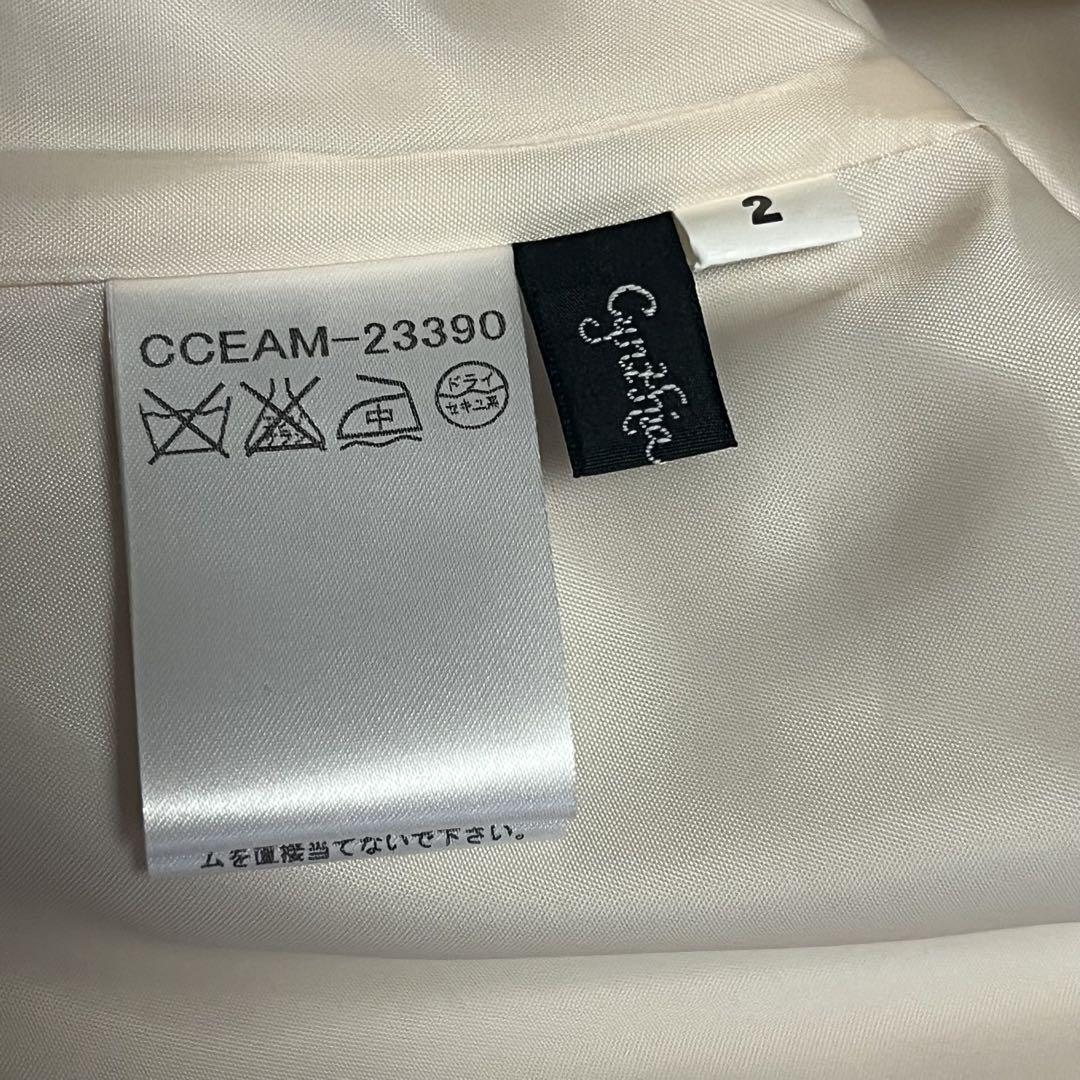 2
CCEAM-23390
ドライ
セキユ系
中
ムを直接当てないで下さい。